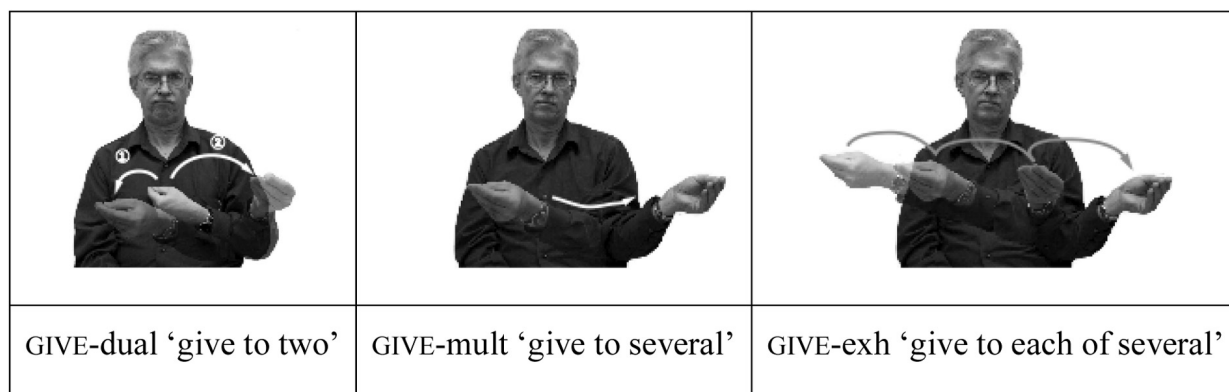 ①
②
GIVE-dual ‘give to two’
GIVE-mult ‘give to several’
GIVE-exh ‘give to each of several’